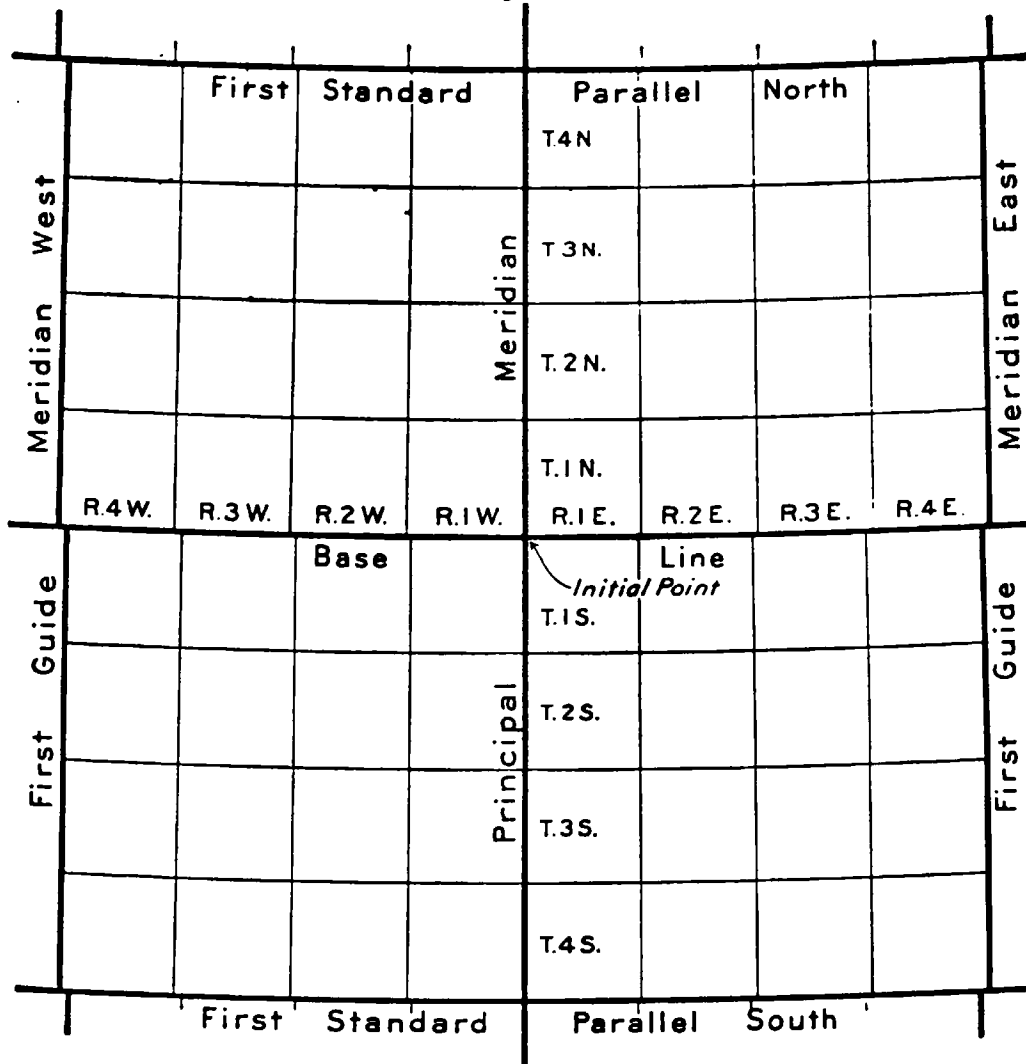 First Standard Parallel North
T.4N
T3N.
T.2N.
T.1N.
R.4W. R.3W. R.2W. R.1W. R.1E. R.2E. R.3E. R.4E.
Base Line
Initial Point
T.1S.
T.2S.
T.3S.
T.4S.
First Standard Parallel South
First Guide Meridian West
Principal Meridian
First Guide Meridian East